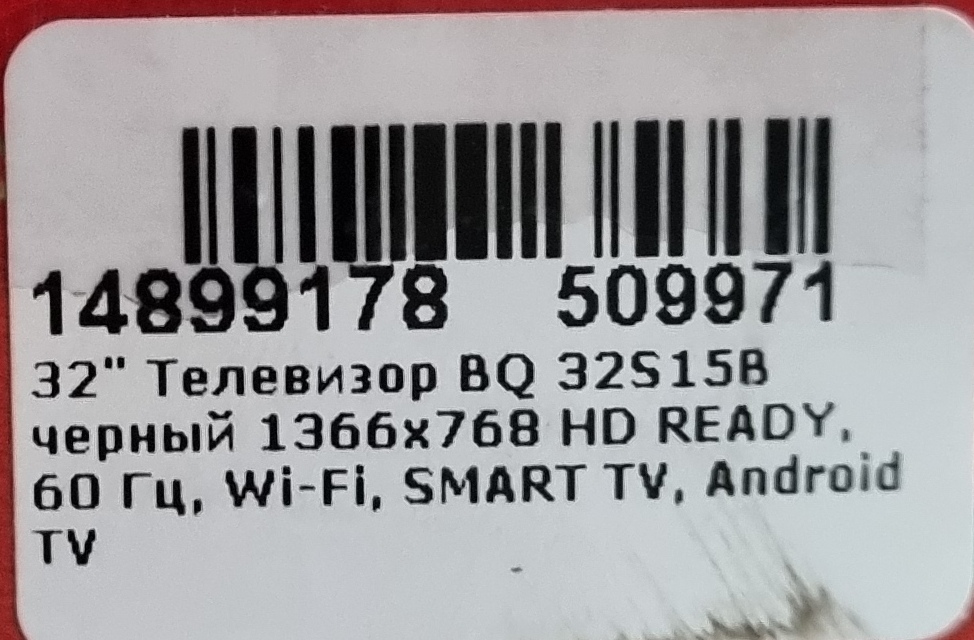 14899178 509971
32" Телевизор BQ 32S15B
черный 1366x768 HD READY,
60 Гц, Wi-Fi, SMART TV, Android
TV